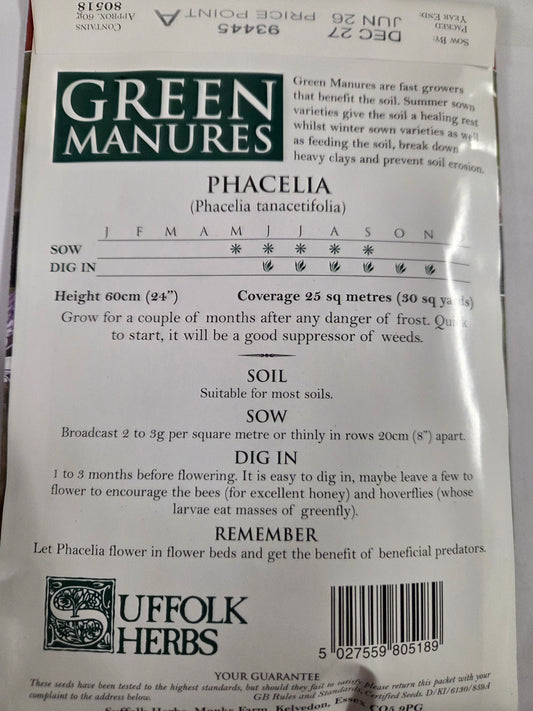 CONTAINS
APPROX. 60g
80518
93445
PRICE POINT A
DEC 27
JUN 26
SOW BY:
PACKED
YEAR END.
GREEN
MANURES
Green Manures are fast growers
that benefit the soil. Summer sown
varieties give the soil a healing rest
whilst winter sown varieties as well
as feeding the soil, break down
heavy clays and prevent soil erosion.
PHACELIA
(Phacelia tanacetifolia)
J F M A M J J A S O N
SOW
DIG IN
Height 60cm (24") Coverage 25 sq metres (30 sq yards)
Grow for a couple of months after any danger of frost. Quick
to start, it will be a good suppressor of weeds.
SOIL
Suitable for most soils.
SOW
Broadcast 2 to 3g per square metre or thinly in rows 20cm (8") apart.
DIG IN
1 to 3 months before flowering. It is easy to dig in, maybe leave a few to
flower to encourage the bees (for excellent honey) and hoverflies (whose
larvae eat masses of greenfly).
REMEMBER
Let Phacelia flower in flower beds and get the benefit of beneficial predators.
SUFFOLK
HERBS
5 027559 805189
YOUR GUARANTEE
These seeds have been tested to the highest standards, but should they fail to satisfy, please return this packet with your
complaint to the address below. GB Rules and Standards, Certified Seeds. D/KI/6130/859A
Suffolk Herbs, Monks Farm, Kelvedon, Essex CO5 9PG